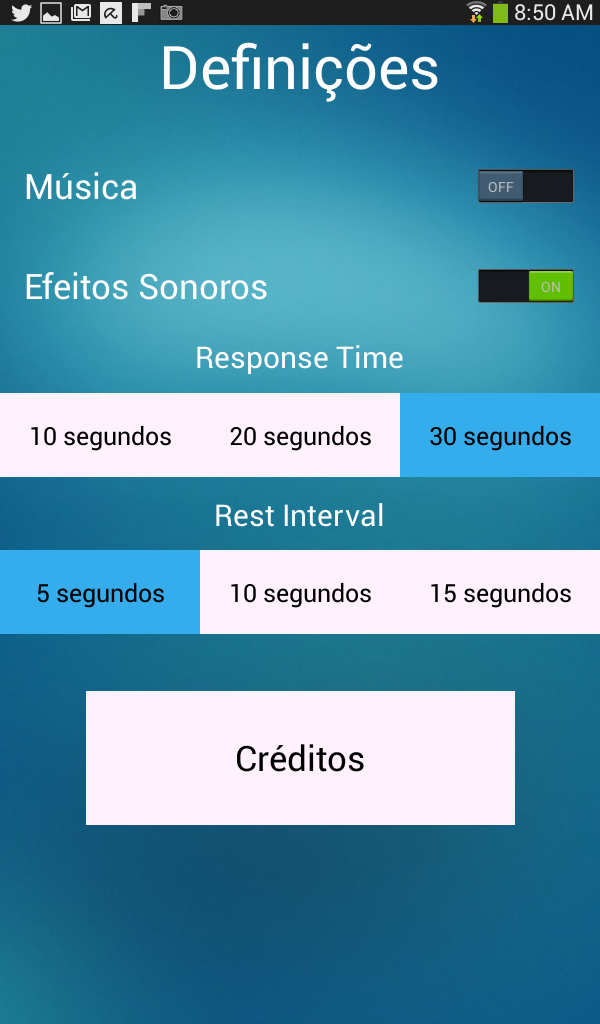 8:50 AM
Definições
Música
OFF
Efeitos Sonoros
ON
Response Time
10 segundos 20 segundos 30 segundos
Rest Interval
5 segundos 10 segundos 15 segundos
Créditos